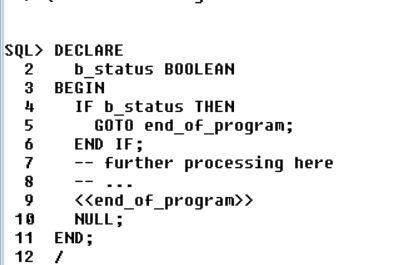 SQL> DECLARE
  2    b_status BOOLEAN
  3  BEGIN
  4    IF b_status THEN
  5      GOTO end_of_program;
  6    END IF;
  7    -- further processing here
  8    -- ...
  9    <<end_of_program>>
 10    NULL;
 11  END;
 12  /